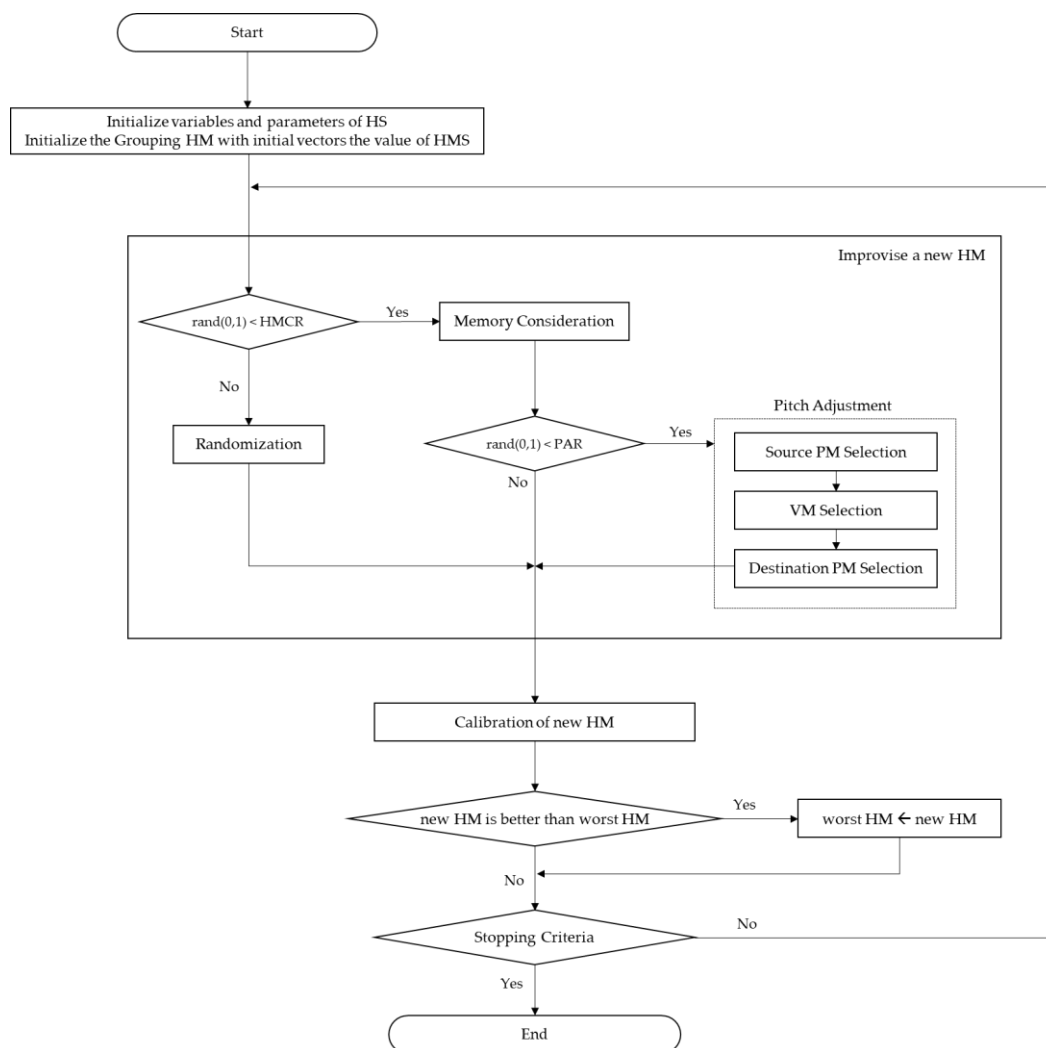 Start
Initialize variables and parameters of HS
Initialize the Grouping HM with initial vectors the value of HMS
Improvise a new HM
rand(0,1) < HMCR
Yes
Memory Consideration
No
Pitch Adjustment
Randomization
rand(0,1) < PAR
Yes
Source PM Selection
No
VM Selection
Destination PM Selection
Calibration of new HM
new HM is better than worst HM
Yes
worst HM ← new HM
No
Stopping Criteria
No
Yes
End